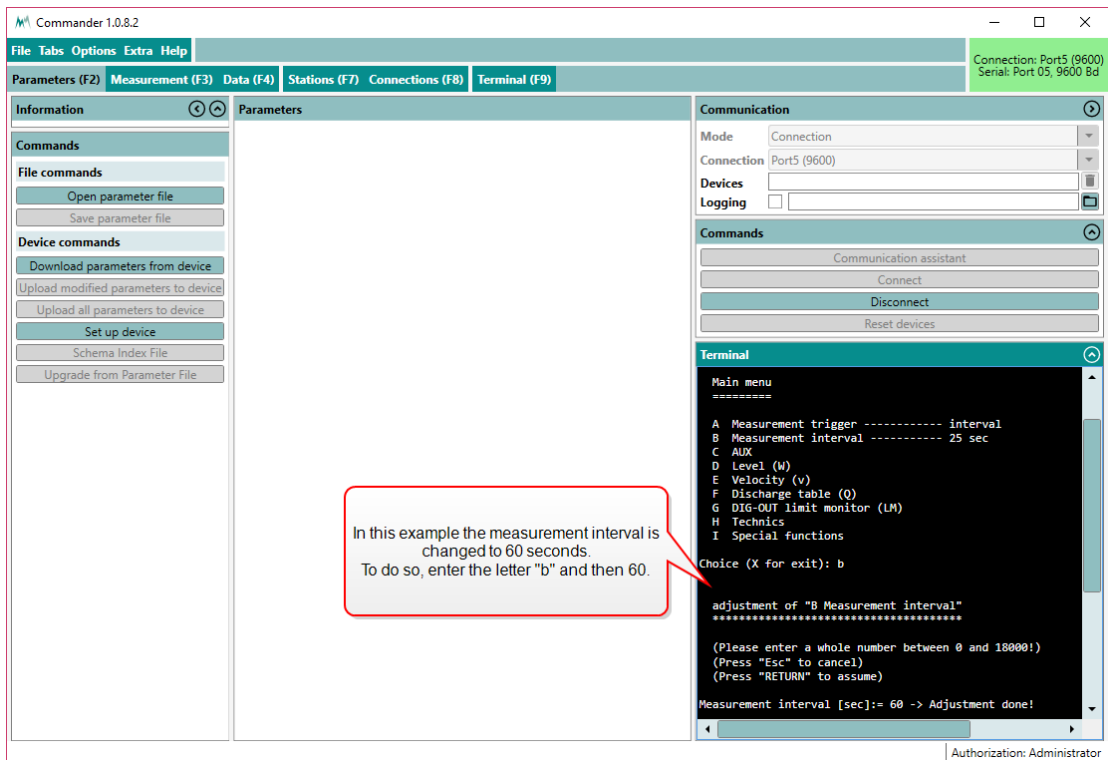 Commander 1.0.8.2
File Tabs Options Extra Help
Connection: Port5 (9600)
Serial: Port 05, 9600 Bd
Parameters (F2) Measurement (F3) Data (F4) Stations (F7) Connections (F8) Terminal (F9)
Information
Commands
File commands
Open parameter file
Save parameter file
Device commands
Download parameters from device
Upload modified parameters to device
Upload all parameters to device
Set up device
Schema Index File
Upgrade from Parameter File
Parameters
In this example the measurement interval is
changed to 60 seconds.
To do so, enter the letter "b" and then 60.
Communication
Mode Connection
Connection Port5 (9600)
Devices
Logging
Commands
Communication assistant
Connect
Disconnect
Reset devices
Terminal
Main menu
=========
A Measurement trigger ------------ interval
B Measurement interval ----------- 25 sec
C AUX
D Level (W)
E Velocity (v)
F Discharge table (Q)
G DIG-OUT limit monitor (LM)
H Technics
I Special functions
Choice (X for exit): b
adjustment of "B Measurement interval"
**************************************
(Please enter a whole number between 0 and 18000!)
(Press "Esc" to cancel)
(Press "RETURN" to assume)
Measurement interval [sec]:= 60 -> Adjustment done!
Authorization: Administrator